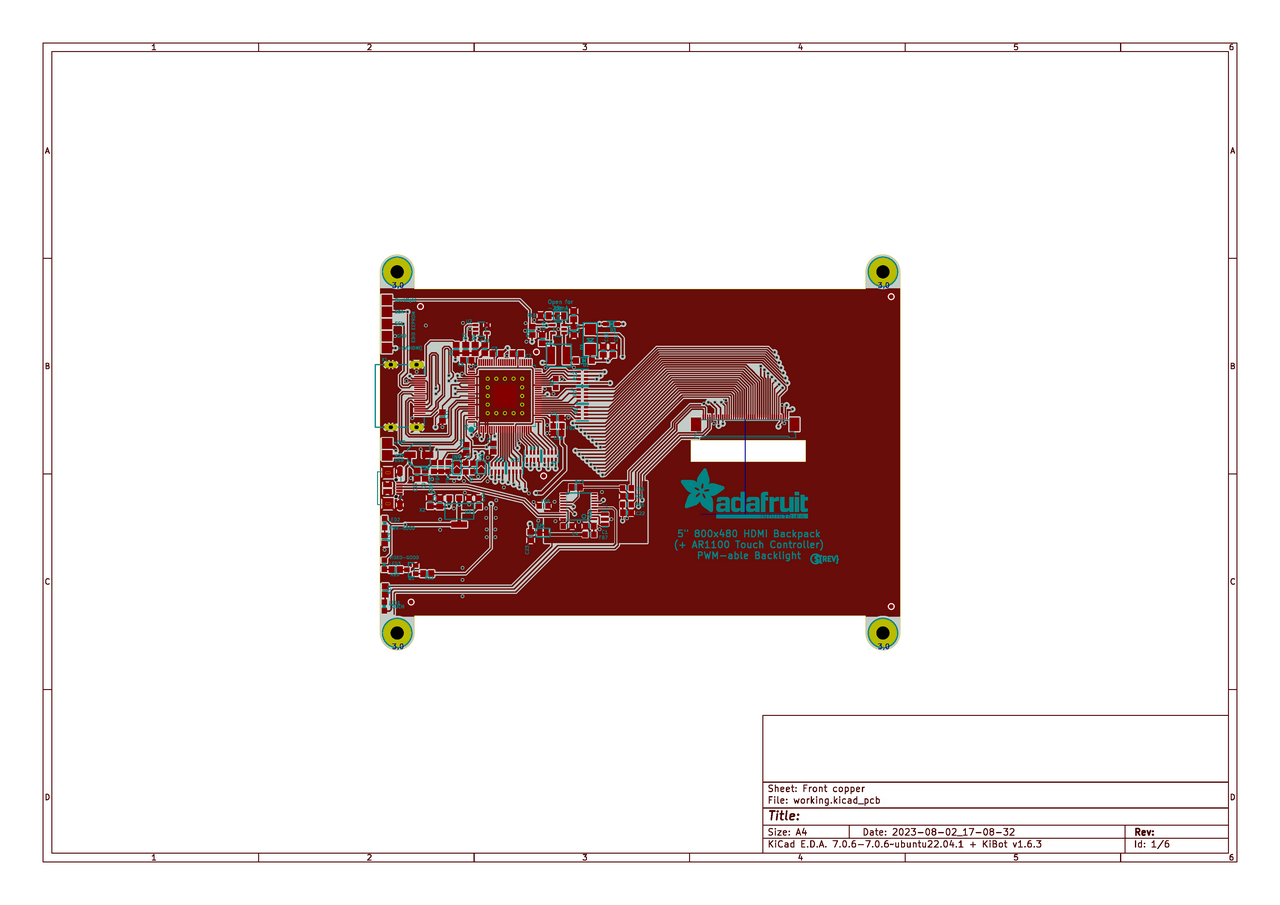 1 2 3 4 5 6
A A
3,0 3,0
Open for
B B
adafruit
5" 800x480 HDMI Backpack
(+ AR1100 Touch Controller)
PWM-able Backlight
{REV}
C C
3,0 3,0
D D
Sheet: Front copper
File: working.kicad_pcb
Title:
Size: A4 Date: 2023-08-02_17-08-32 Rev:
KiCad E.D.A. 7.0.6-7.0.6~ubuntu22.04.1 + KiBot v1.6.3 Id: 1/6
1 2 3 4 5 6